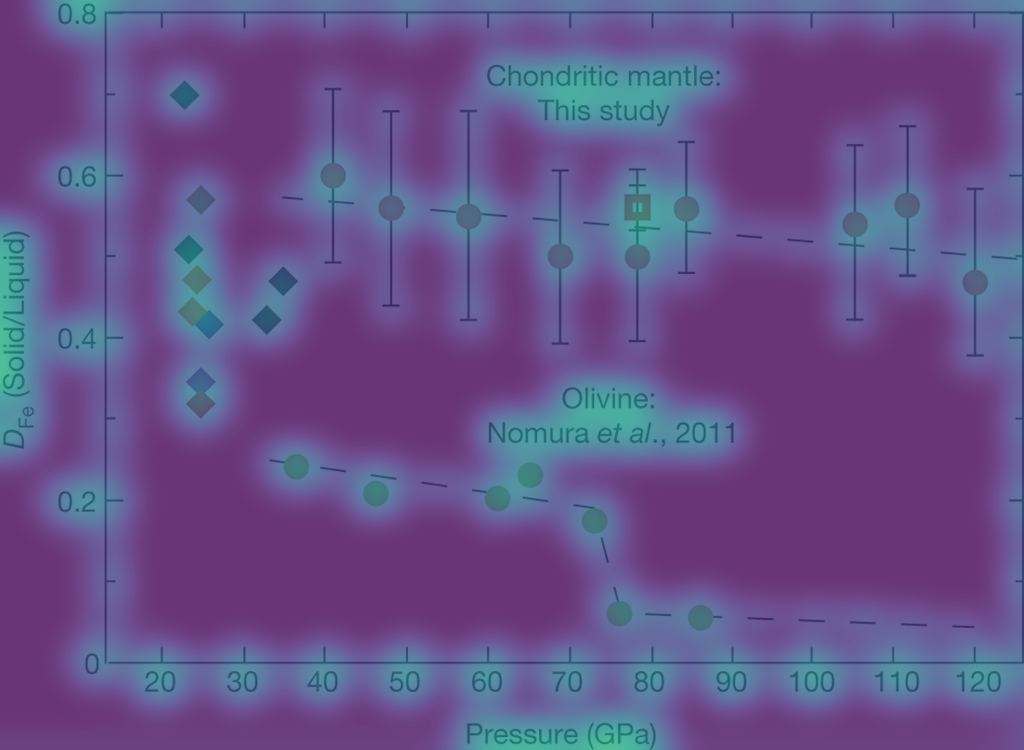 0.8
0.6
0.4
0.2
0
D Fe (Solid/Liquid)
Chondritic mantle:
This study
Olivine:
Nomura et al., 2011
20 30 40 50 60 70 80 90 100 110 120
Pressure (GPa)